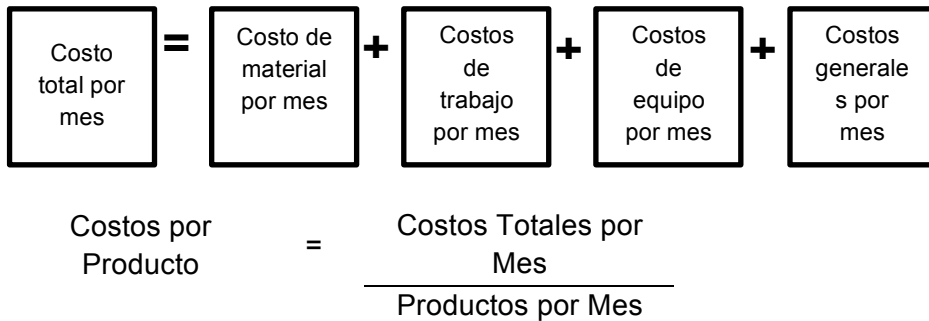 Costo
total por
mes
=
Costo de
material
por mes
+
Costos
de
trabajo
por mes
+
Costos
de
equipo
por mes
+
Costos
generale
s por
mes
Costos por
Producto
=
Costos Totales por
Mes
Productos por Mes